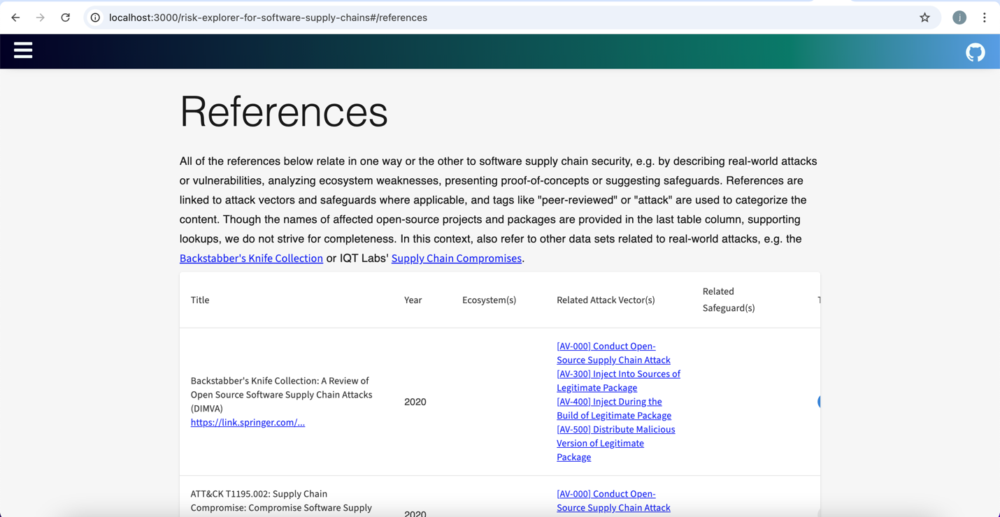 localhost:3000/risk-explorer-for-software-supply-chains#/references
j
References
All of the references below relate in one way or the other to software supply chain security, e.g. by describing real-world attacks
or vulnerabilities, analyzing ecosystem weaknesses, presenting proof-of-concepts or suggesting safeguards. References are
linked to attack vectors and safeguards where applicable, and tags like "peer-reviewed" or "attack" are used to categorize the
content. Though the names of affected open-source projects and packages are provided in the last table column, supporting
lookups, we do not strive for completeness. In this context, also refer to other data sets related to real-world attacks, e.g. the
Backstabber's Knife Collection or IQT Labs' Supply Chain Compromises.
Title
Year
Ecosystem(s)
Related Attack Vector(s)
Related
Safeguard(s)
Backstabber's Knife Collection: A Review of
Open Source Software Supply Chain Attacks
(DIMVA)
https://link.springer.com/...
2020
[AV-000] Conduct Open-
Source Supply Chain Attack
[AV-300] Inject Into Sources of
Legitimate Package
[AV-400] Inject During the
Build of Legitimate Package
[AV-500] Distribute Malicious
Version of Legitimate
Package
ATT&CK T1195.002: Supply Chain
Compromise: Compromise Software Supply
2020
[AV-000] Conduct Open-
Source Supply Chain Attack